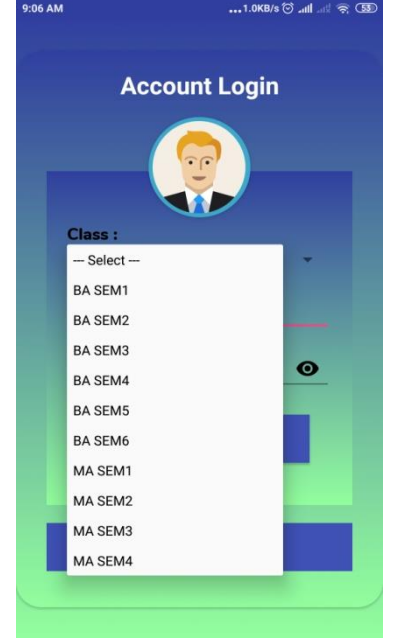 9:06 AM ...1.0KB/s 53
Account Login
Class :
--- Select ---
BA SEM1
BA SEM2
BA SEM3
BA SEM4
BA SEM5
BA SEM6
MA SEM1
MA SEM2
MA SEM3
MA SEM4